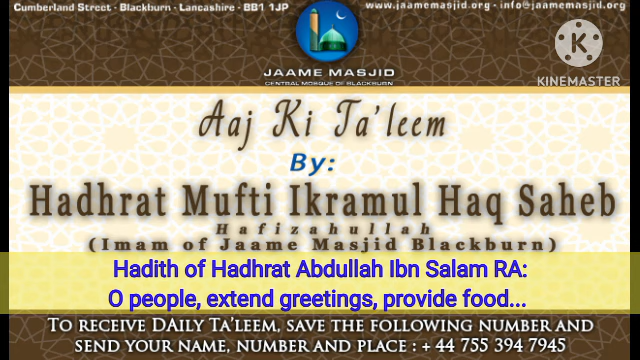 Cumberland Street - Blackburn - Lancashire - BB1 1JP
www.jaamemasjid.org - info@jaamemasjid.org
KINEMASTER
JAAME MASJID
CENTRAL MOSQUE OF BLACKBURN
Aaj Ki Ta'leem
By:
Hadhrat Mufti Ikramul Haq Saheb
Hafizahullah
(Imam of Jaame Masjid Blackburn)
Hadith of Hadhrat Abdullah Ibn Salam RA:
O people, extend greetings, provide food...
TO RECEIVE DAILY TA'LEEM, SAVE THE FOLLOWING NUMBER AND
SEND YOUR NAME, NUMBER AND PLACE : + 44 755 394 7945